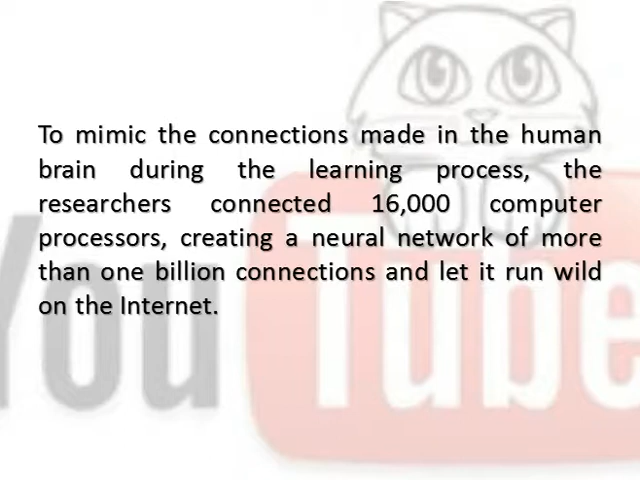 To mimic the connections made in the human
brain during the learning process, the
researchers connected 16,000 computer
processors, creating a neural network of more
than one billion connections and let it run wild
on the Internet.
YouTube